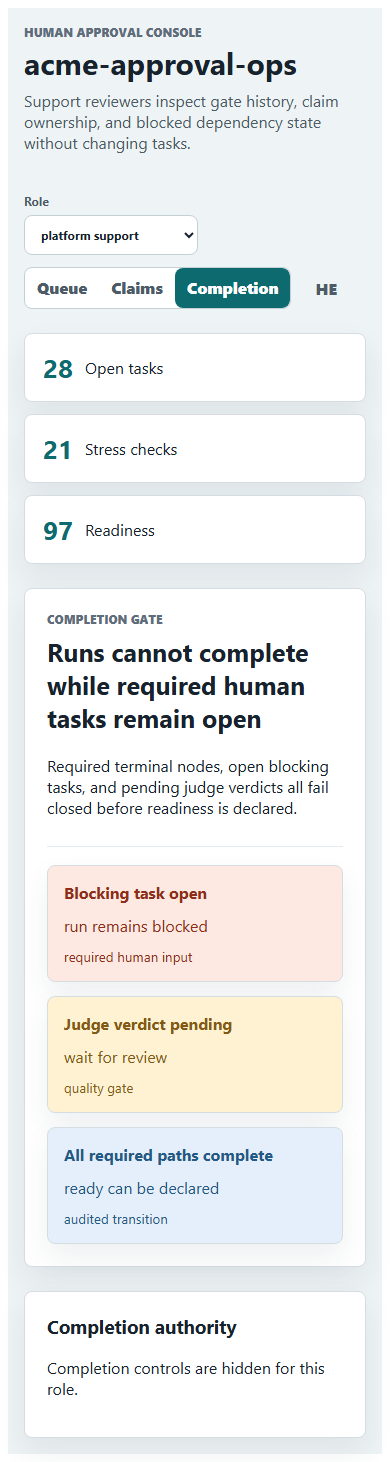 HUMAN APPROVAL CONSOLE
acme-approval-ops
Support reviewers inspect gate history, claim
ownership, and blocked dependency state
without changing tasks.
Role
platform support
Queue Claims Completion HE
28 Open tasks
21 Stress checks
97 Readiness
COMPLETION GATE
Runs cannot complete
while required human
tasks remain open
Required terminal nodes, open blocking
tasks, and pending judge verdicts all fail
closed before readiness is declared.
Blocking task open
run remains blocked
required human input
Judge verdict pending
wait for review
quality gate
All required paths complete
ready can be declared
audited transition
Completion authority
Completion controls are hidden for this
role.